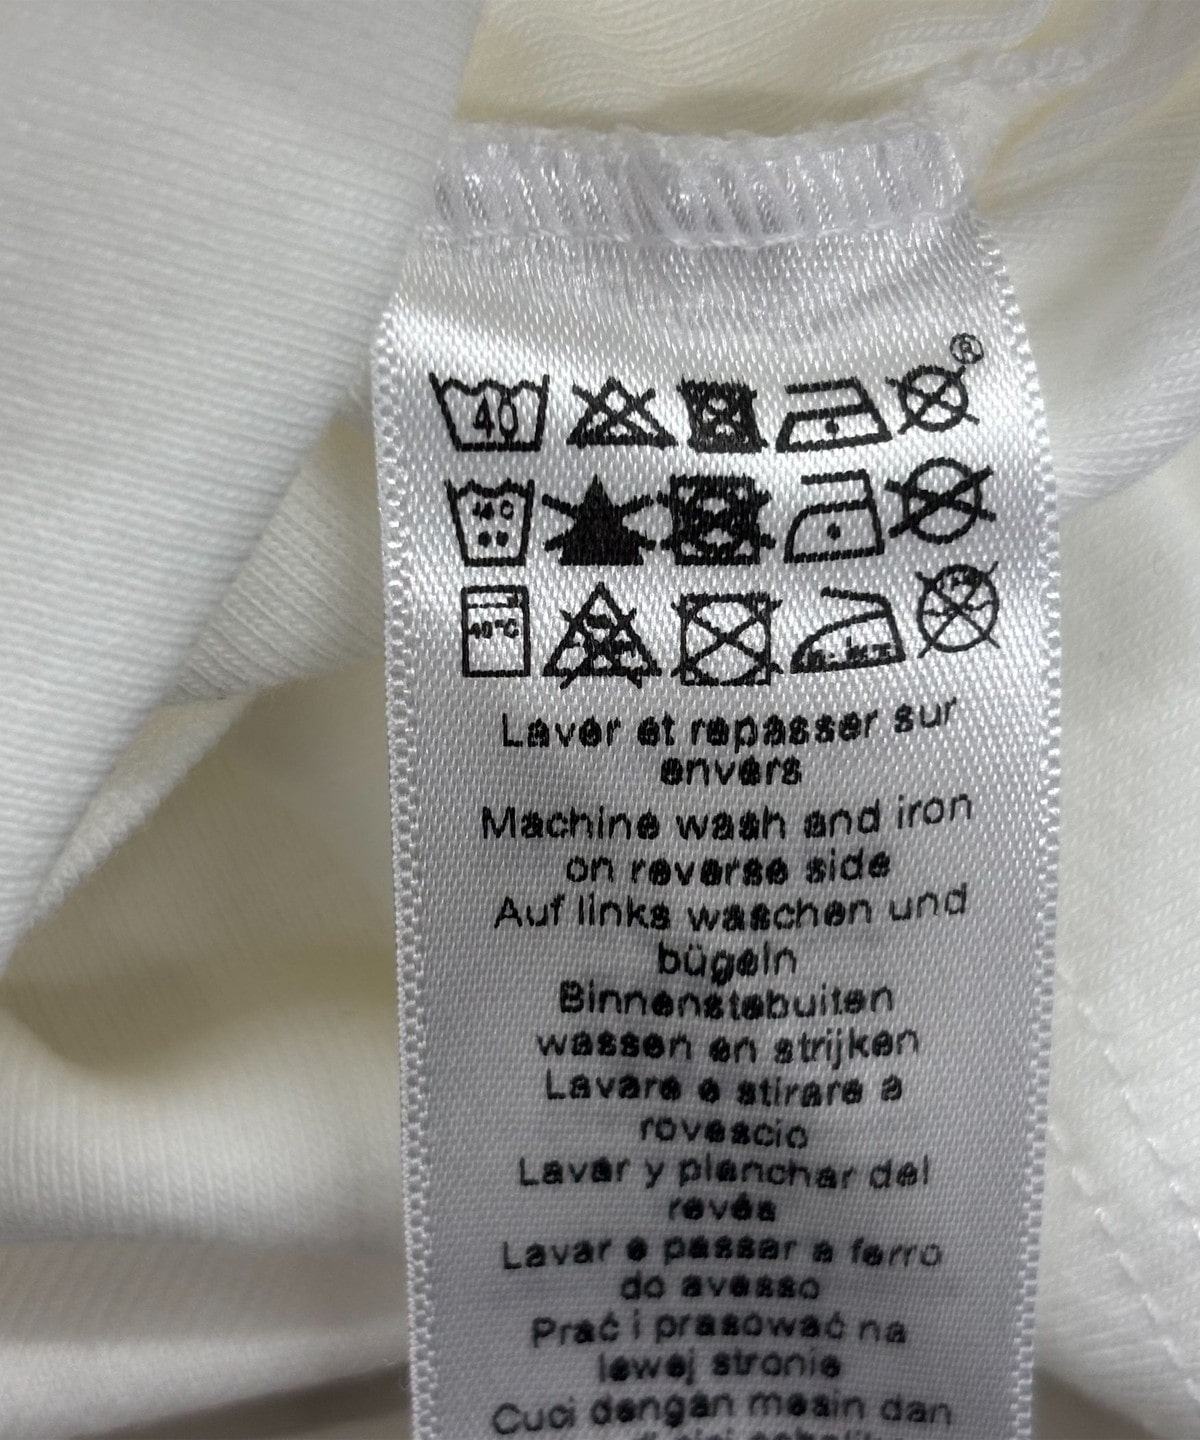 ®
40
40 C
40°C
Laver et repasser sur
envers
Machine wash and iron
on reverse side
Auf links waschen und
bügeln
Binnenstebuiten
wassen en strijken
Lavare e stirare a
rovescio
Lavar y planchar del
revés
Lavar e passar a ferro
do avesso
Prać i prasować na
lewej stronie
Cuci dengan mesin dan